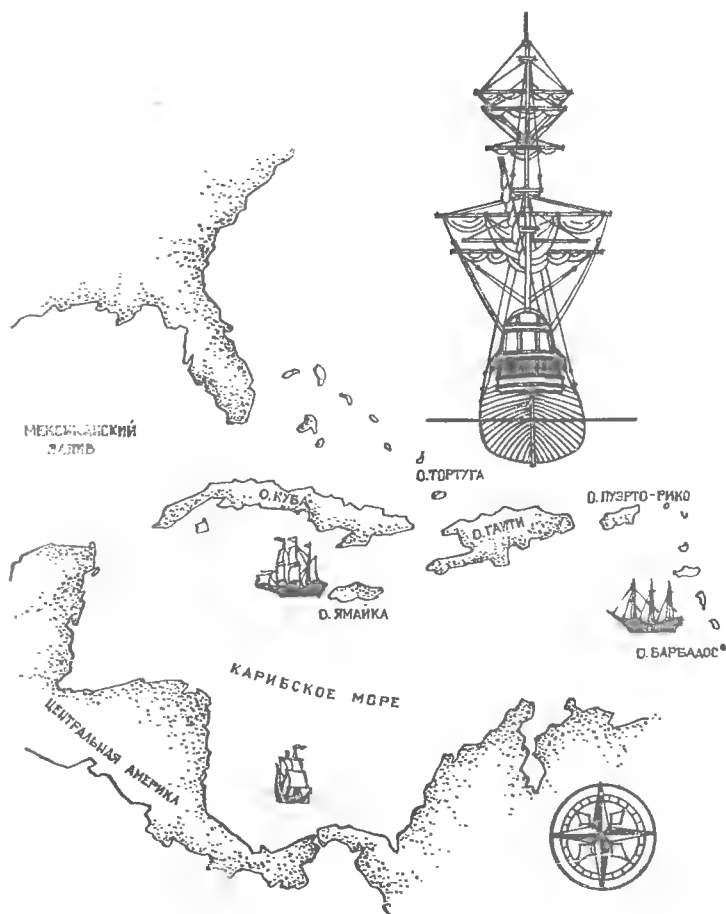 МЕКСИКАНСКИЙ
ЗАЛИВ
О. ТОРТУГА
О. КУБА
О. ГАИТИ
О. ПУЭРТО-РИКО
О. ЯМАЙКА
О. БАРБАДОС
КАРИБСКОЕ МОРЕ
ЦЕНТРАЛЬНАЯ АМЕРИКА